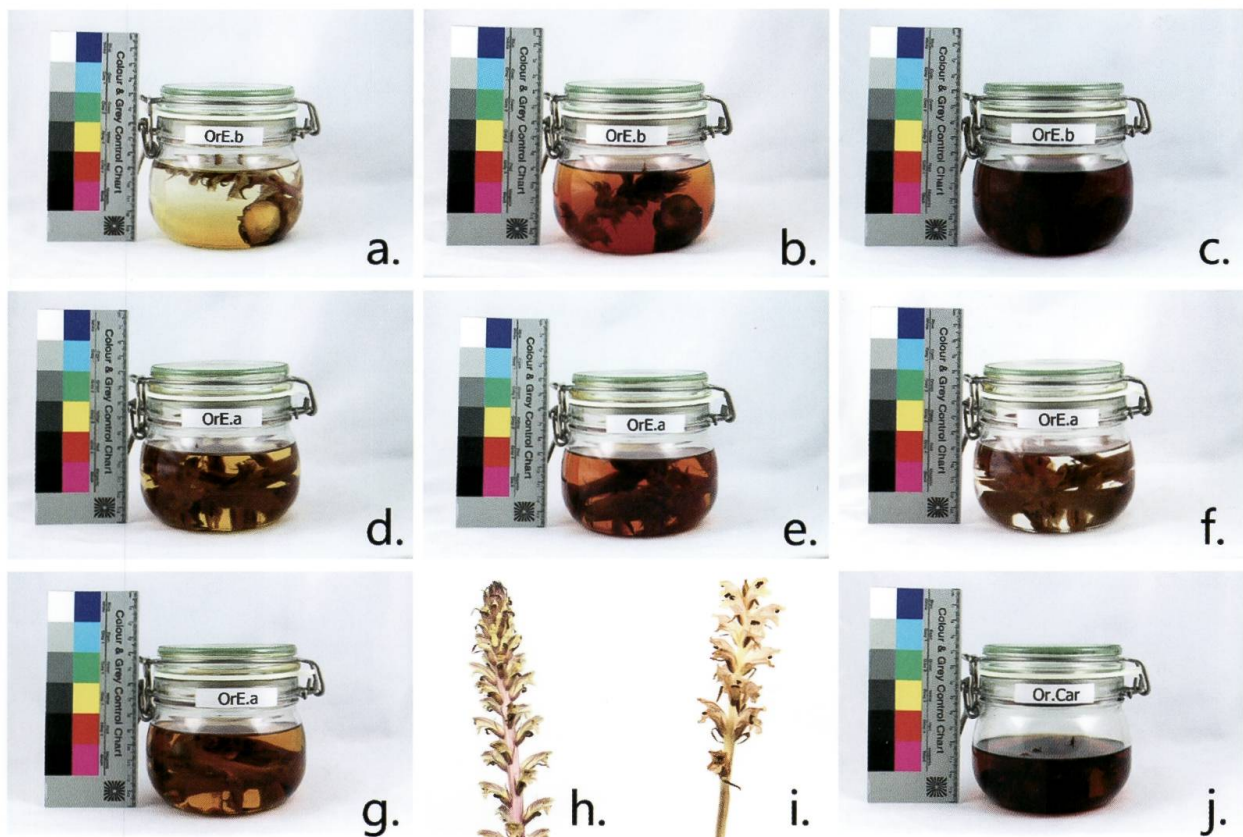 Colour & Grey Control Chart
OrE.b
a.
Colour & Grey Control Chart
OrE.b
b.
Colour & Grey Control Chart
OrE.b
c.
Colour & Grey Control Chart
OrE.a
d.
Colour & Grey Control Chart
OrE.a
e.
Colour & Grey Control Chart
OrE.a
f.
Colour & Grey Control Chart
OrE.a
g.
h.
i.
Colour & Grey Control Chart
Or.Car
j.